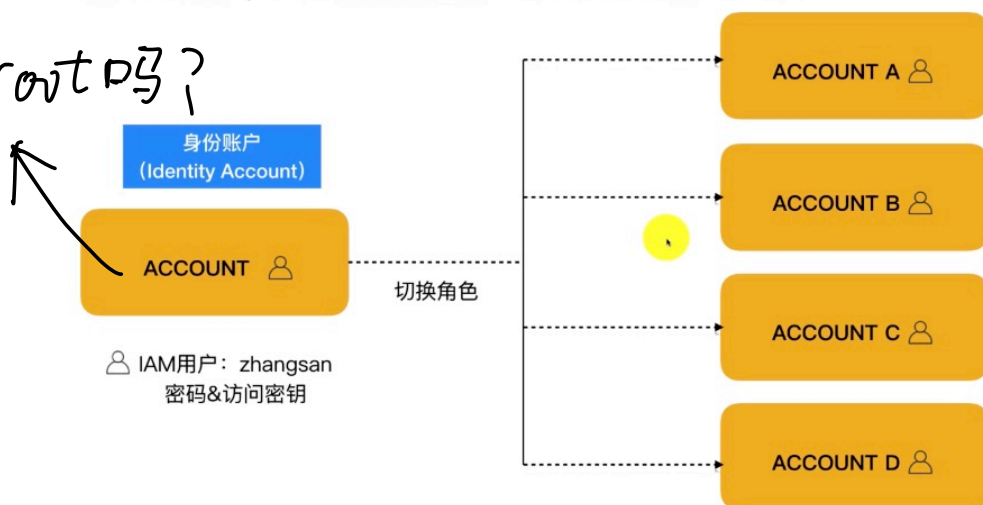 root吗？
身份账户
（Identity Account）
ACCOUNT
切换角色
IAM用户：zhangsan
密码&访问密钥
ACCOUNT A
ACCOUNT B
ACCOUNT C
ACCOUNT D